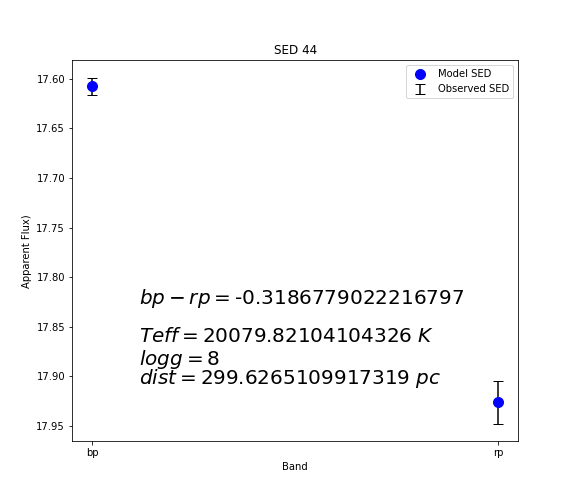 SED 44
Model SED
Observed SED
17.60
17.65
17.70
17.75
17.80
17.85
17.90
17.95
Apparent Flux)
bp − rp = -0.3186779022216797
Teff = 20079.82104104326 K
logg = 8
dist = 299.6265109917319 pc
bp
rp
Band